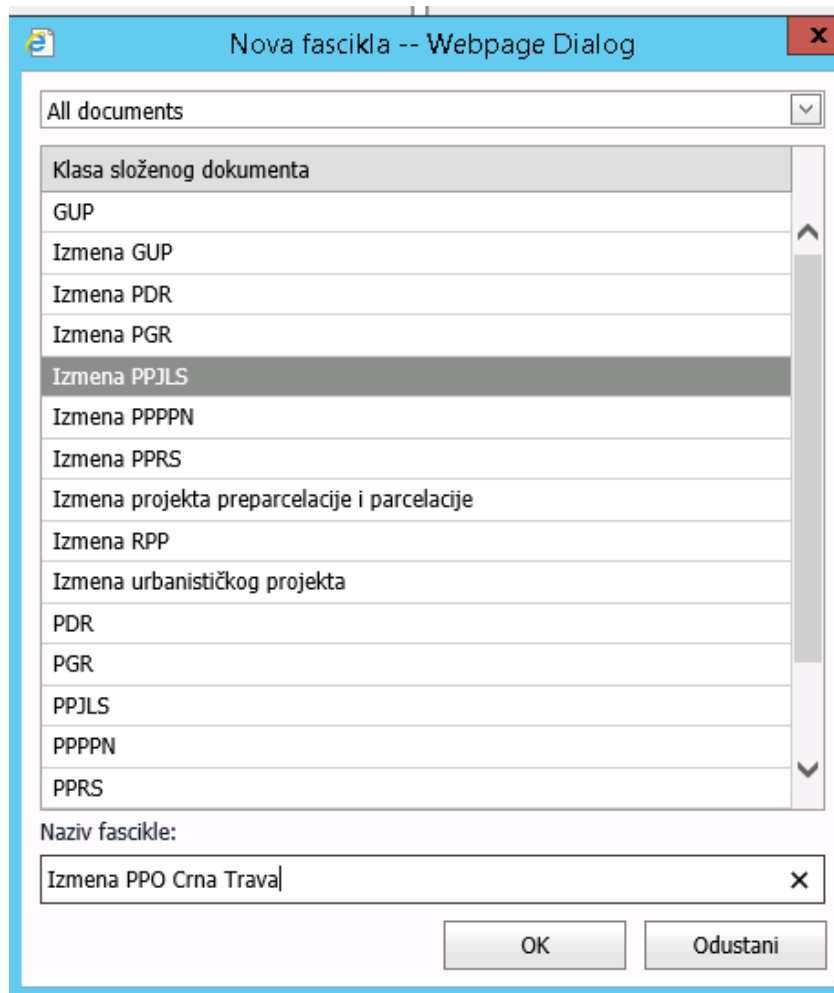 Nova fascikla -- Webpage Dialog
x
All documents
Klasa složenog dokumenta
GUP
Izmena GUP
Izmena PDR
Izmena PGR
Izmena PPJLS
Izmena PPPPN
Izmena PPRS
Izmena projekta preparcelacije i parcelacije
Izmena RPP
Izmena urbanističkog projekta
PDR
PGR
PPJLS
PPPPN
PPRS
Naziv fascikle:
Izmena PPO Crna Trava
OK Odustani